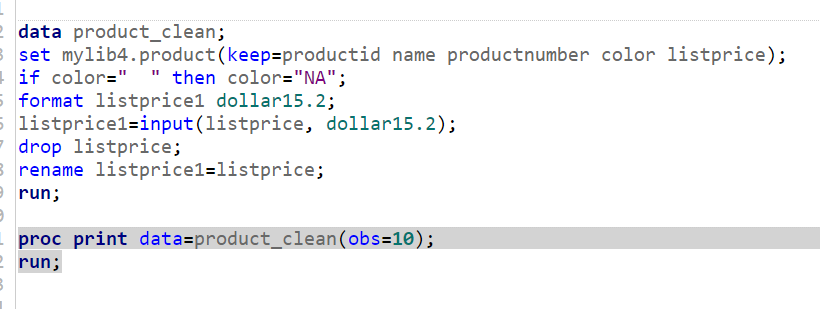 data product_clean;
set mylib4.product(keep=productid name productnumber color listprice);
if color="  " then color="NA";
format listprice1 dollar15.2;
listprice1=input(listprice, dollar15.2);
drop listprice;
rename listprice1=listprice;
run;
proc print data=product_clean(obs=10);
run;